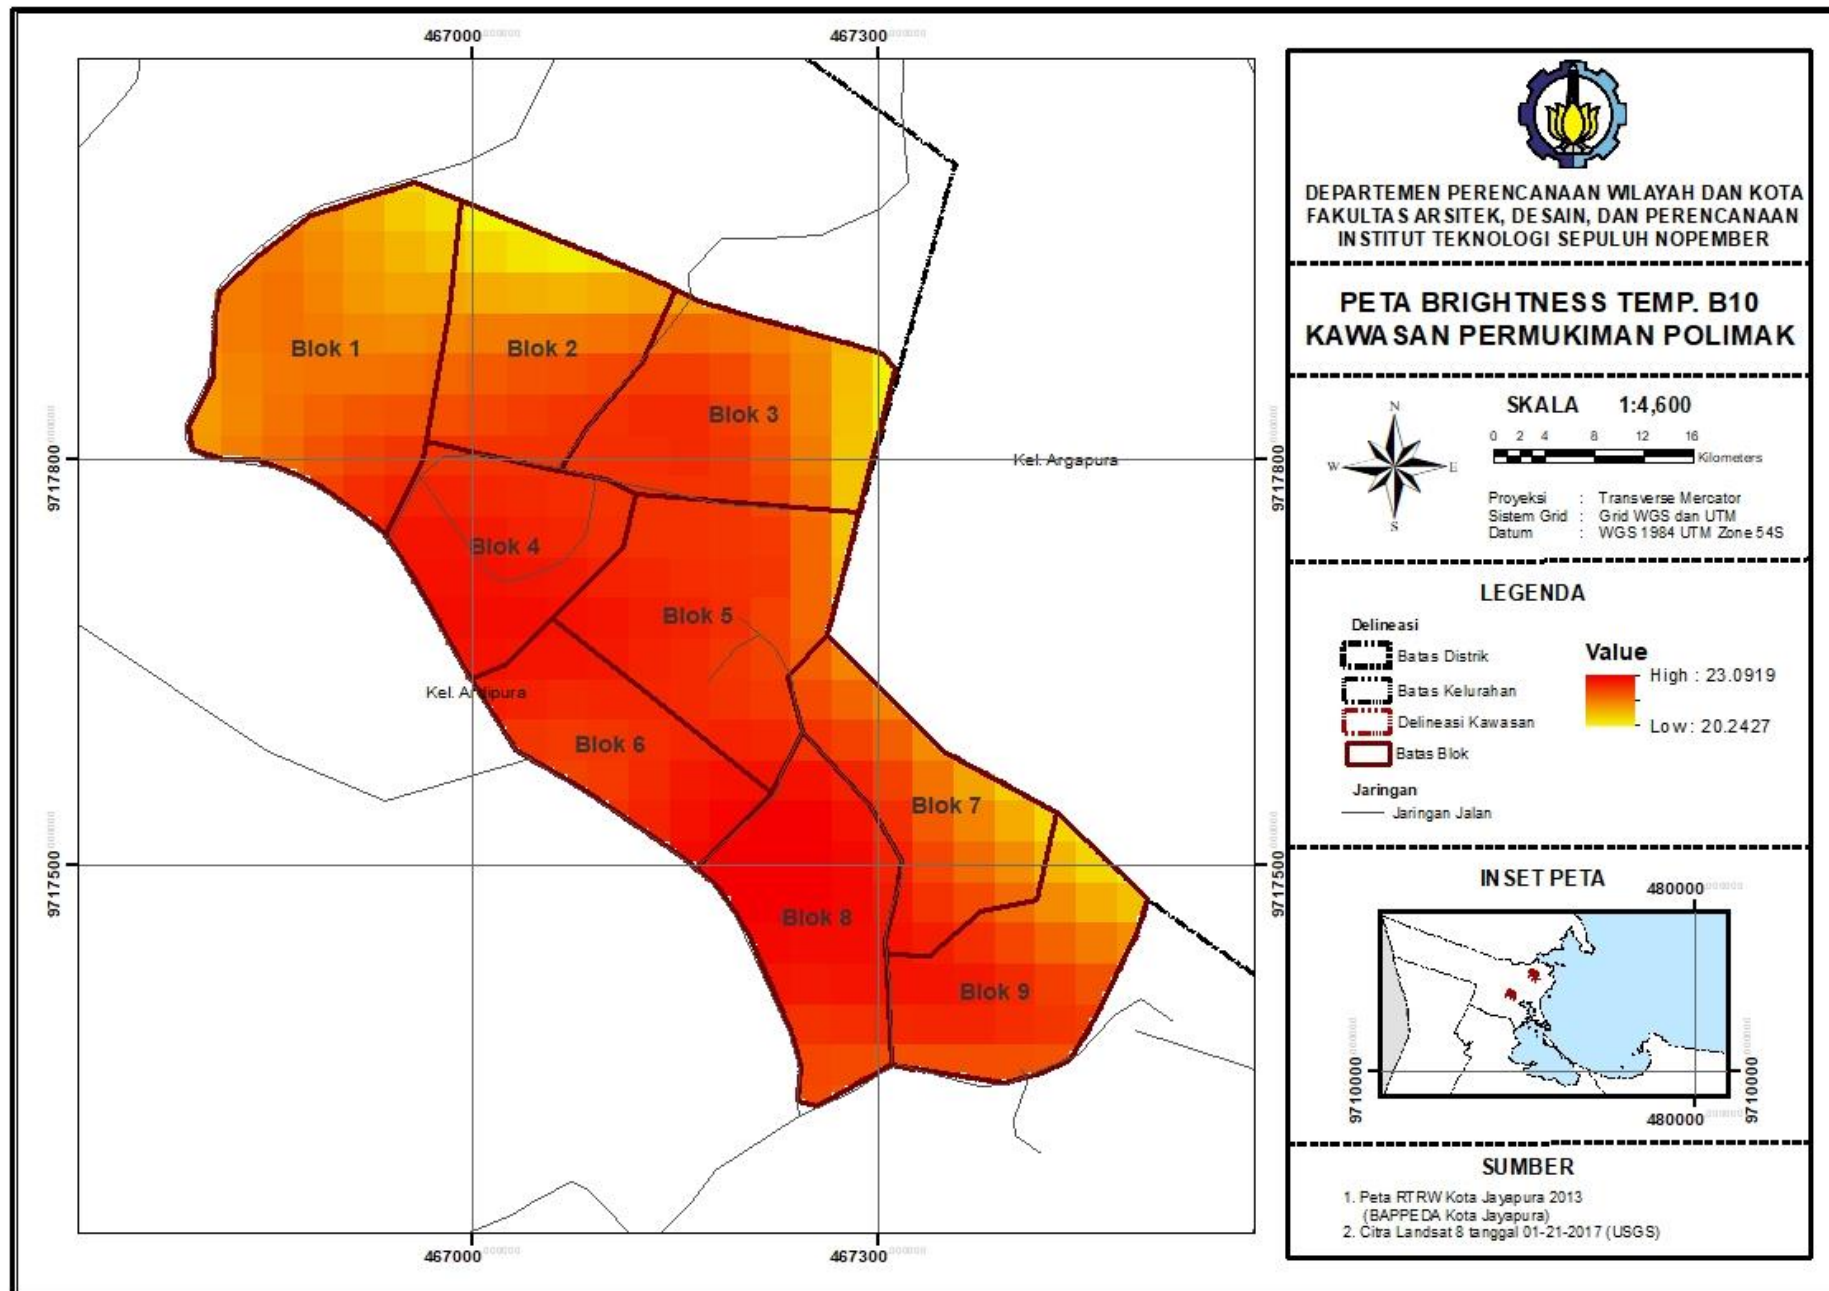 467000
467300
9717800
9717800
9717500
9717500
467000
467300
Blok 1
Blok 2
Blok 3
Kel. Argapura
Blok 4
Blok 5
Kel. Ardipura
Blok 6
Blok 7
Blok 8
Blok 9
DEPARTEMEN PERENCANAAN WILAYAH DAN KOTA
FAKULTAS ARSITEK, DESAIN, DAN PERENCANAAN
INSTITUT TEKNOLOGI SEPULUH NOPEMBER
PETA BRIGHTNESS TEMP. B10
KAWASAN PERMUKIMAN POLIMAK
N
W E
S
SKALA 1:4,600
0 2 4 8 12 16
Kilometers
Proyeksi : Transverse Mercator
Sistem Grid : Grid WGS dan UTM
Datum : WGS 1984 UTM Zone 54S
LEGENDA
Delineasi
Batas Distrik
Batas Kelurahan
Delineasi Kawasan
Batas Blok
Jaringan
Jaringan Jalan
Value
High : 23.0919
Low : 20.2427
INSET PETA
480000
9710000
9710000
480000
SUMBER
1. Peta RTRW Kota Jayapura 2013
(BAPPEDA Kota Jayapura)
2. Citra Landsat 8 tanggal 01-21-2017 (USGS)